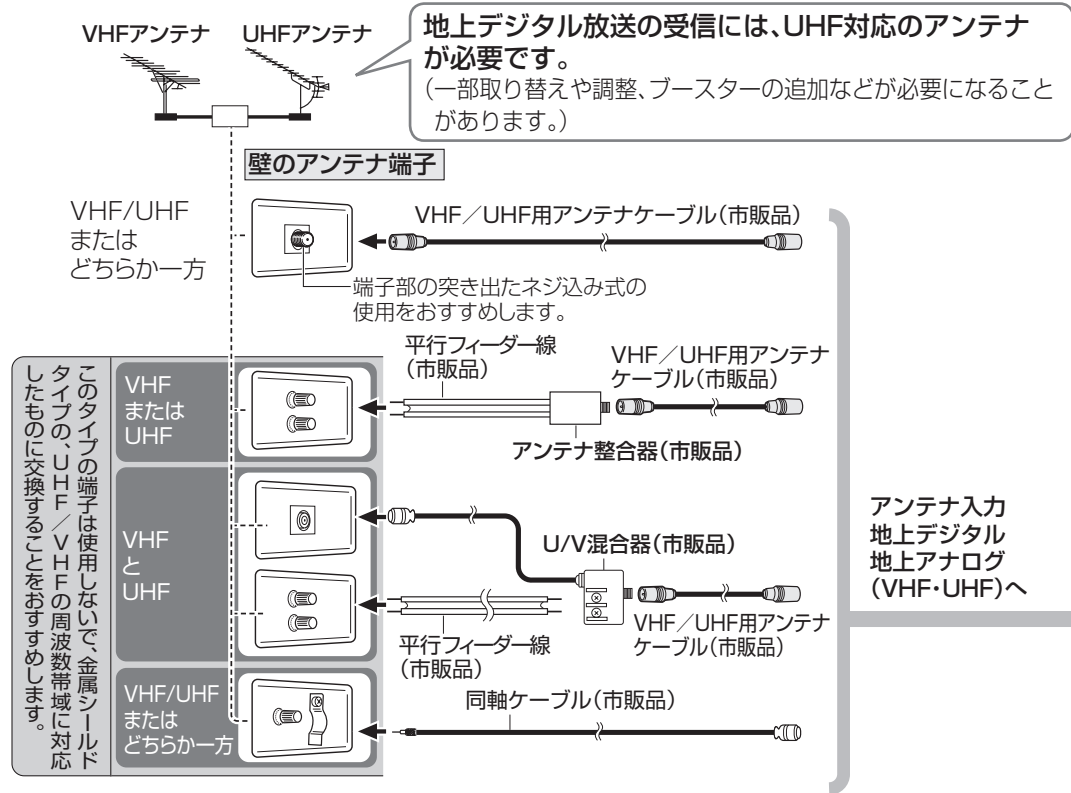 VHFアンテナ
UHFアンテナ
地上デジタル放送の受信には、UHF対応のアンテナ
が必要です。
(一部取り替えや調整、ブースターの追加などが必要になること
があります。)
壁のアンテナ端子
VHF/UHF
または
どちらか一方
VHF/UHF用アンテナケーブル(市販品)
端子部の突き出たネジ込み式の
使用をおすすめします。
このタイプの端子は使用しないで、金属シールド
タイプの、UHF/VHFの周波数帯域に対応
したものに交換することをおすすめします。
VHF
または
UHF
平行フィーダー線
(市販品)
VHF/UHF用アンテナ
ケーブル(市販品)
アンテナ整合器(市販品)
VHF
と
UHF
U/V混合器(市販品)
平行フィーダー線
(市販品)
VHF/UHF用アンテナ
ケーブル(市販品)
VHF/UHF
または
どちらか一方
同軸ケーブル(市販品)
アンテナ入力
地上デジタル
地上アナログ
(VHF・UHF)へ